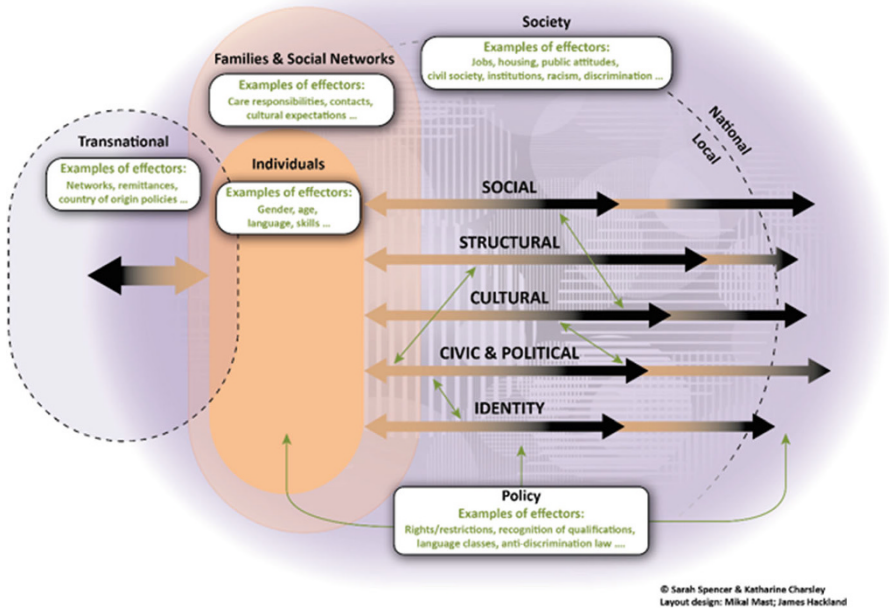 Society
Examples of effectors:
Jobs, housing, public attitudes,
civil society, institutions, racism, discrimination ...
Families & Social Networks
Examples of effectors:
Care responsibilities, contacts,
cultural expectations ...
National
Local
Transnational
Examples of effectors:
Networks, remittances,
country of origin policies ...
Individuals
Examples of effectors:
Gender, age,
language, skills ...
SOCIAL
STRUCTURAL
CULTURAL
CIVIC & POLITICAL
IDENTITY
Policy
Examples of effectors:
Rights/restrictions, recognition of qualifications,
language classes, anti-discrimination law ....
© Sarah Spencer & Katharine Charsley
Layout design: Mikal Mast; James Hackland